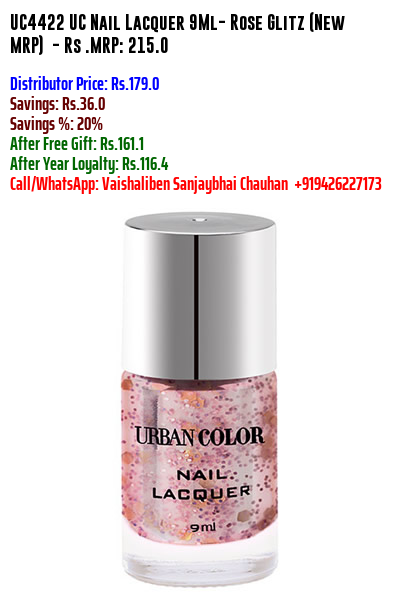 UC4422 UC Nail Lacquer 9Ml- Rose Glitz (New
MRP) - Rs .MRP: 215.0
Distributor Price: Rs.179.0
Savings: Rs.36.0
Savings %: 20%
After Free Gift: Rs.161.1
After Year Loyalty: Rs.116.4
Call/WhatsApp: Vaishaliben Sanjaybhai Chauhan +919426227173
URBAN COLOR
NAIL
LACQUER
9ml